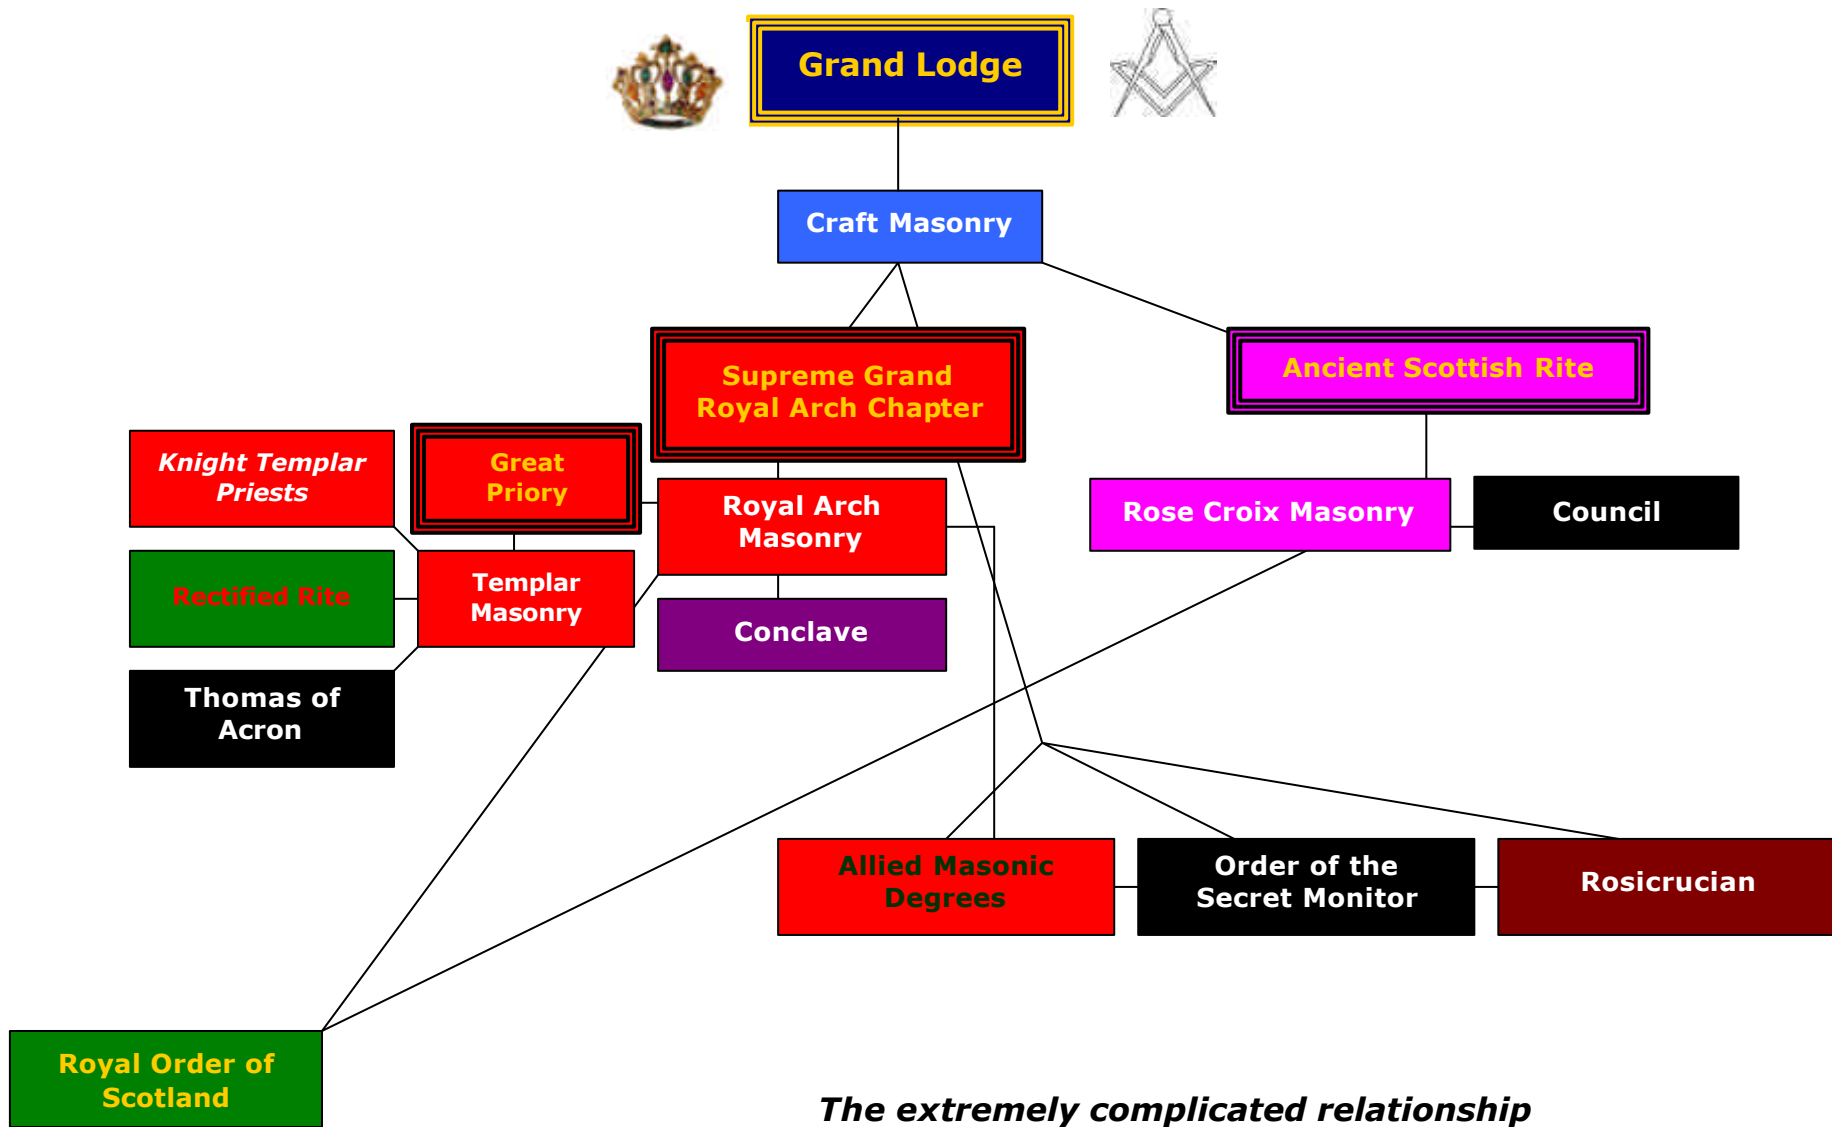 Grand Lodge
Craft Masonry
Supreme Grand
Royal Arch Chapter
Ancient Scottish Rite
Knight Templar
Priests
Great
Priory
Royal Arch
Masonry
Rose Croix Masonry
Council
Rectified Rite
Templar
Masonry
Conclave
Thomas of
Acron
Allied Masonic
Degrees
Order of the
Secret Monitor
Rosicrucian
Royal Order of
Scotland
The extremely complicated relationship